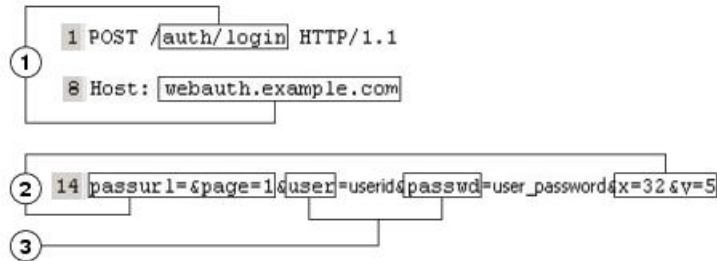 1 POST /auth/login HTTP/1.1
1
8 Host: webauth.example.com
2 14 passurl=&page=1&user=userid&passwd=user_password&x=32&y=5
3